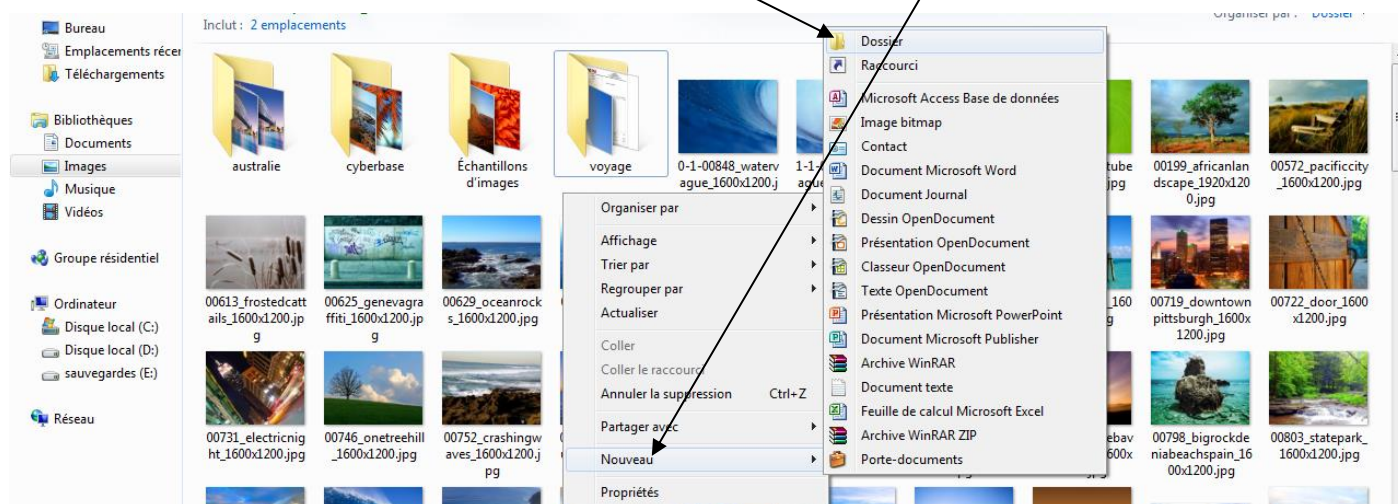 Inclut : 2 emplacements
Organiser par : Dossier
Bureau
Emplacements récer
Téléchargements
Bibliothèques
Documents
Images
Musique
Vidéos
Groupe résidentiel
Ordinateur
Disque local (C:)
Disque local (D:)
sauvegardes (E:)
Réseau
australie
cyberbase
Échantillons
d'images
voyage
0-1-00848_waterv
ague_1600x1200.j
1-1-
ague
tube
jpg
00199_africanlan
dscape_1920x120
0.jpg
00572_pacificcity
_1600x1200.jpg
00613_frostedcatt
ails_1600x1200.jp
g
00625_genevagra
ffiti_1600x1200.jp
g
00629_oceanrock
s_1600x1200.jpg
_160
g
00719_downtown
pittsburgh_1600x
1200.jpg
00722_door_1600
x1200.jpg
00731_electricnig
ht_1600x1200.jpg
00746_onetreehill
_1600x1200.jpg
00752_crashingw
aves_1600x1200.j
pg
ebav
600x
pg
jpg
00798_bigrockde
niabeachspain_16
00x1200.jpg
00803_statepark_
1600x1200.jpg
Organiser par
Affichage
Trier par
Regrouper par
Actualiser
Coller
Coller le raccourci
Annuler la suppression Ctrl+Z
Partager avec
Nouveau
Propriétés
Dossier
Raccourci
Microsoft Access Base de données
Image bitmap
Contact
Document Microsoft Word
Document Journal
Dessin OpenDocument
Présentation OpenDocument
Classeur OpenDocument
Texte OpenDocument
Présentation Microsoft PowerPoint
Document Microsoft Publisher
Archive WinRAR
Document texte
Feuille de calcul Microsoft Excel
Archive WinRAR ZIP
Porte-documents